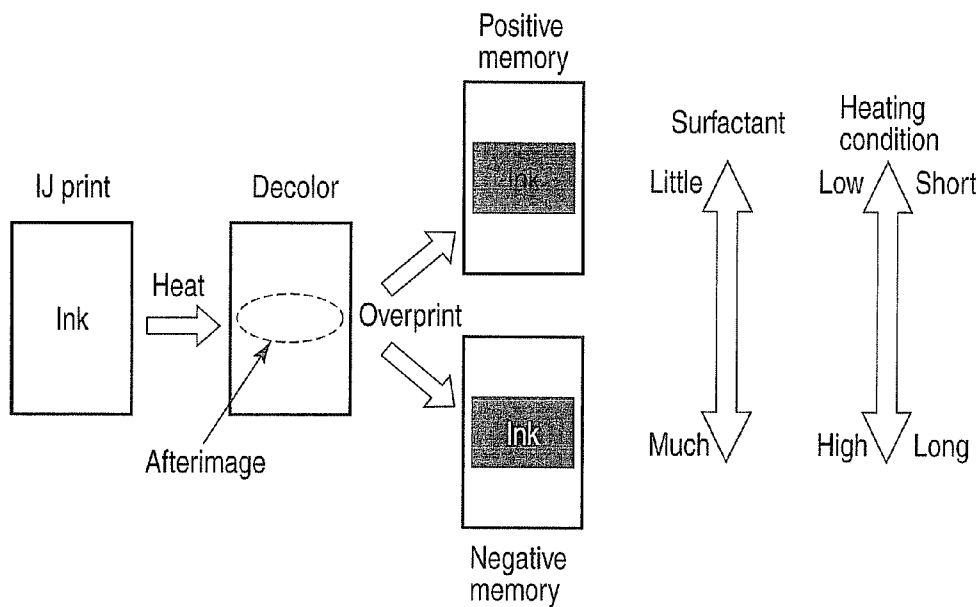 Positive
memory
Ink
Surfactant
Heating
condition
Little
Low
Short
IJ print
Decolor
Ink
Heat
Overprint
Afterimage
Ink
Much
High
Long
Negative
memory